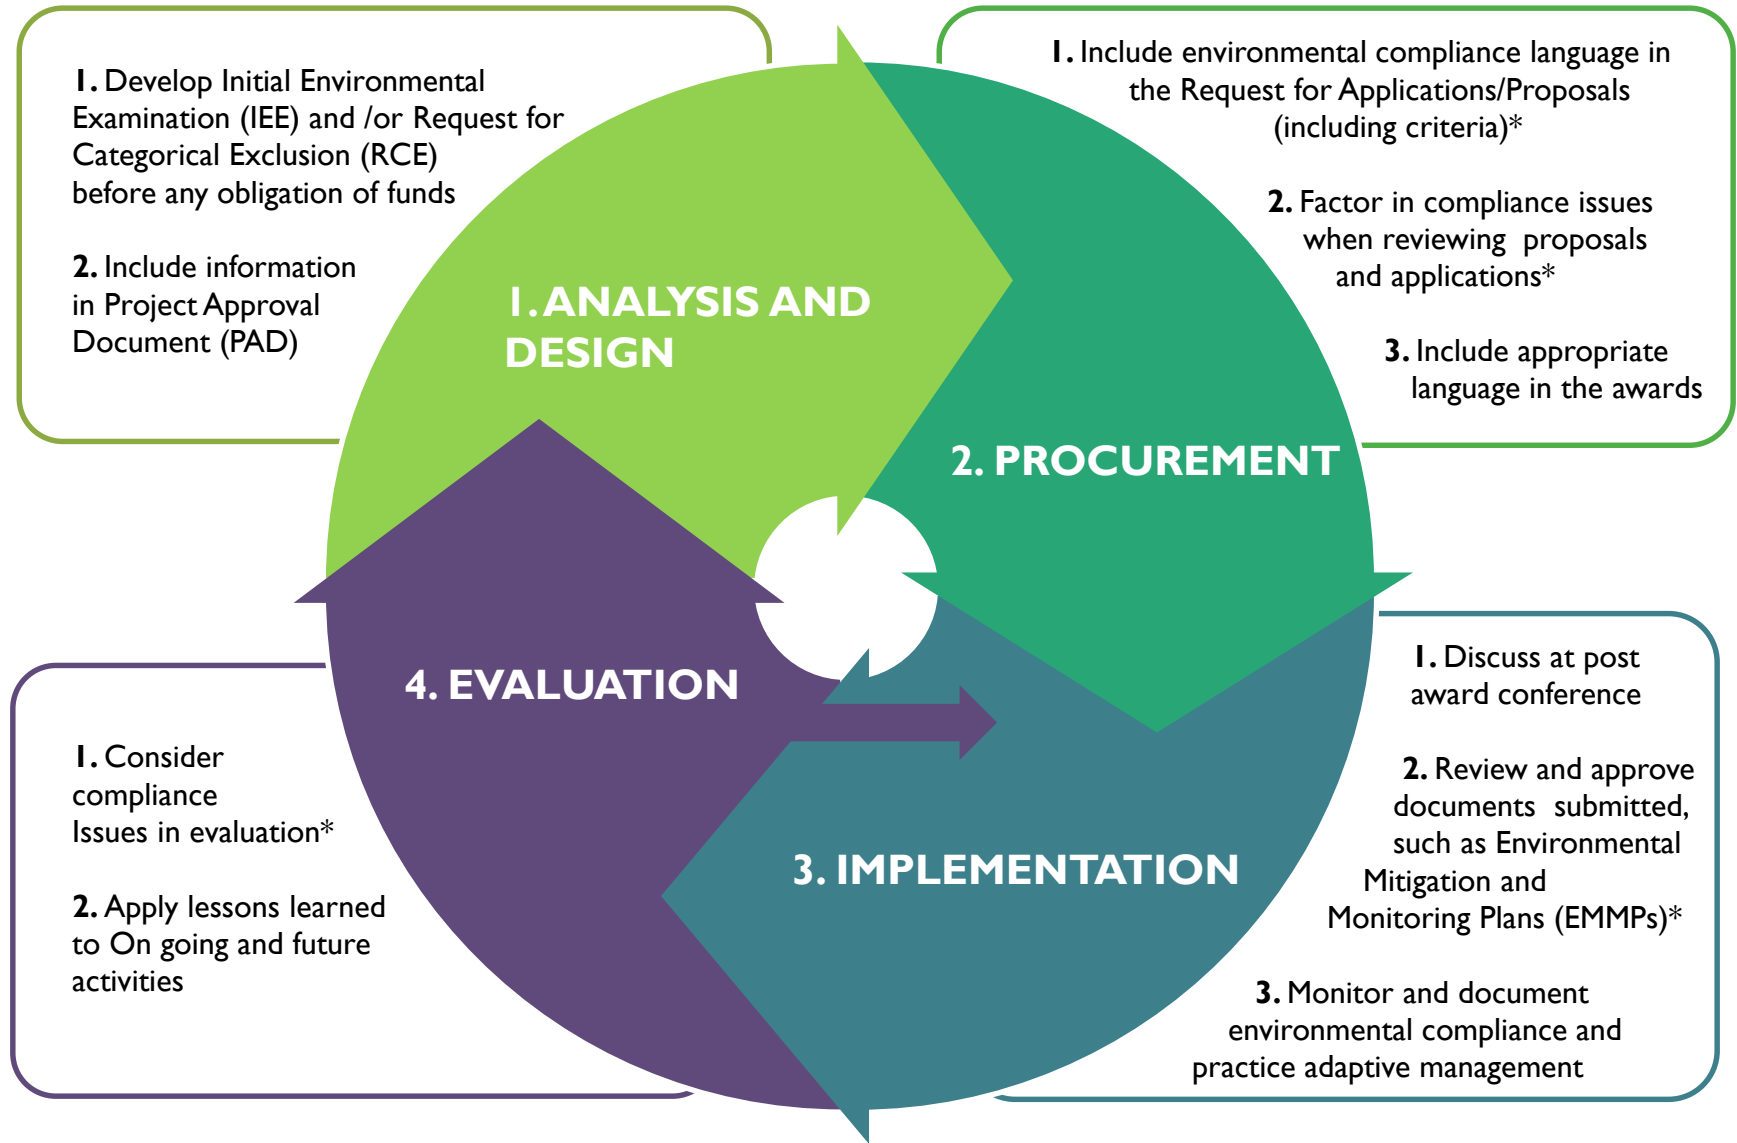 1. Develop Initial Environmental
Examination (IEE) and /or Request for
Categorical Exclusion (RCE)
before any obligation of funds
2. Include information
in Project Approval
Document (PAD)
1. ANALYSIS AND
DESIGN
1. Include environmental compliance language in
the Request for Applications/Proposals
(including criteria)*
2. Factor in compliance issues
when reviewing proposals
and applications*
3. Include appropriate
language in the awards
2. PROCUREMENT
1. Discuss at post
award conference
2. Review and approve
documents submitted,
such as Environmental
Mitigation and
Monitoring Plans (EMMPs)*
3. Monitor and document
environmental compliance and
practice adaptive management
3. IMPLEMENTATION
4. EVALUATION
1. Consider
compliance
Issues in evaluation*
2. Apply lessons learned
to On going and future
activities